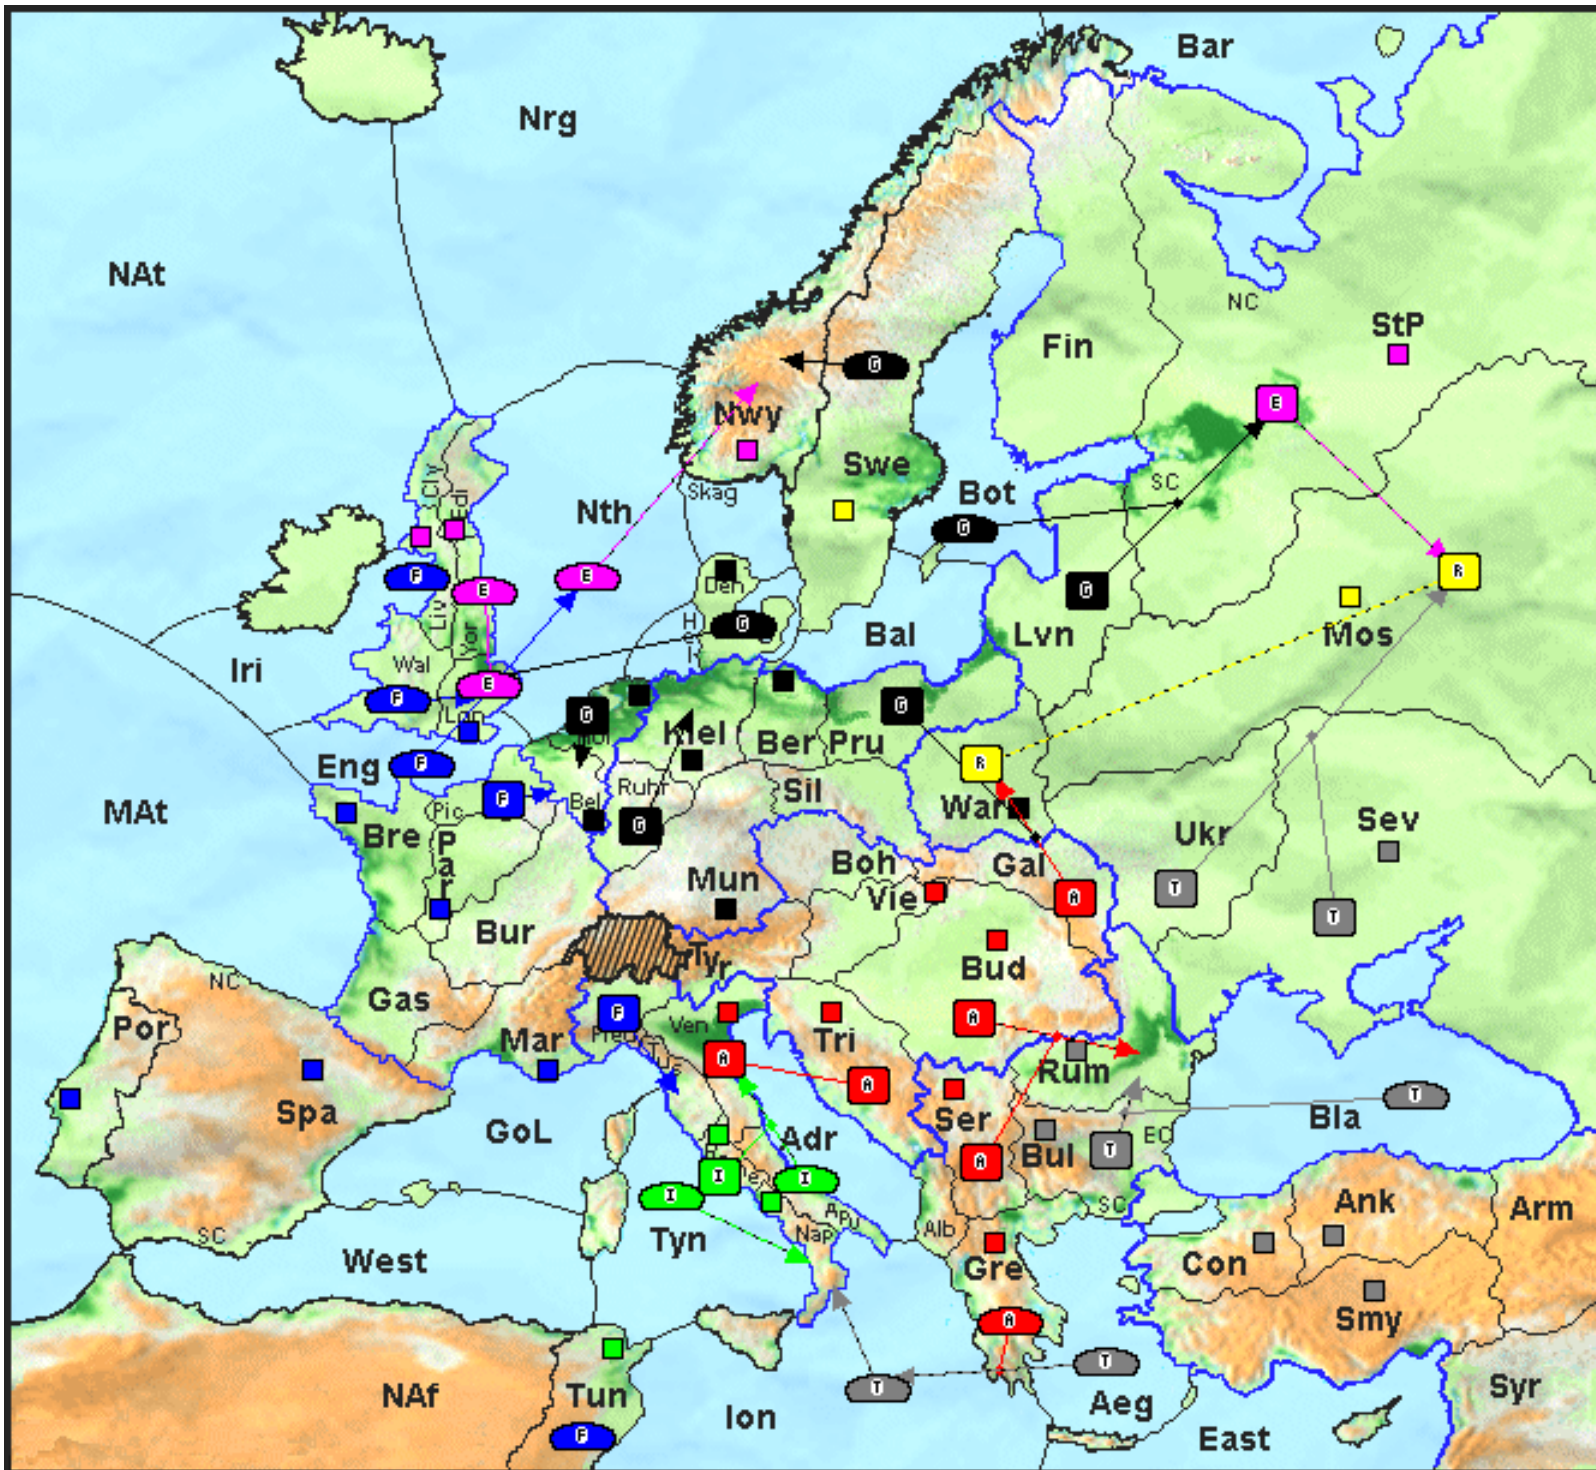 Bar
Nrg
NAt
NC
StP
Fin
Nwy
Swe
Skag
SC
Bot
Cly
Edi
Nth
Den
Liv
Yor
Hel
Bal
Lvn
Mos
Iri
Wal
Lon
Eng
Hol
Kiel
Ber
Pru
Ruhr
Sil
War
Ukr
Sev
MAt
Bre
Pic
Par
Bel
Boh
Gal
Mun
Vie
Bur
Tyr
Bud
NC
Gas
Por
Mar
Pied
Ven
Tri
Tus
Rum
Spa
GoL
Ser
Adr
Bul
EC
Bla
SC
SC
Ank
Arm
Apu
Nap
Alb
Tyn
West
Gre
Con
Smy
NAf
Tun
Ion
Aeg
Syr
East
G
E
G
R
F
E
E
G
G
F
E
G
G
F
R
F
G
T
A
T
F
A
A
A
T
T
I
I
I
A
A
T
T
T
F